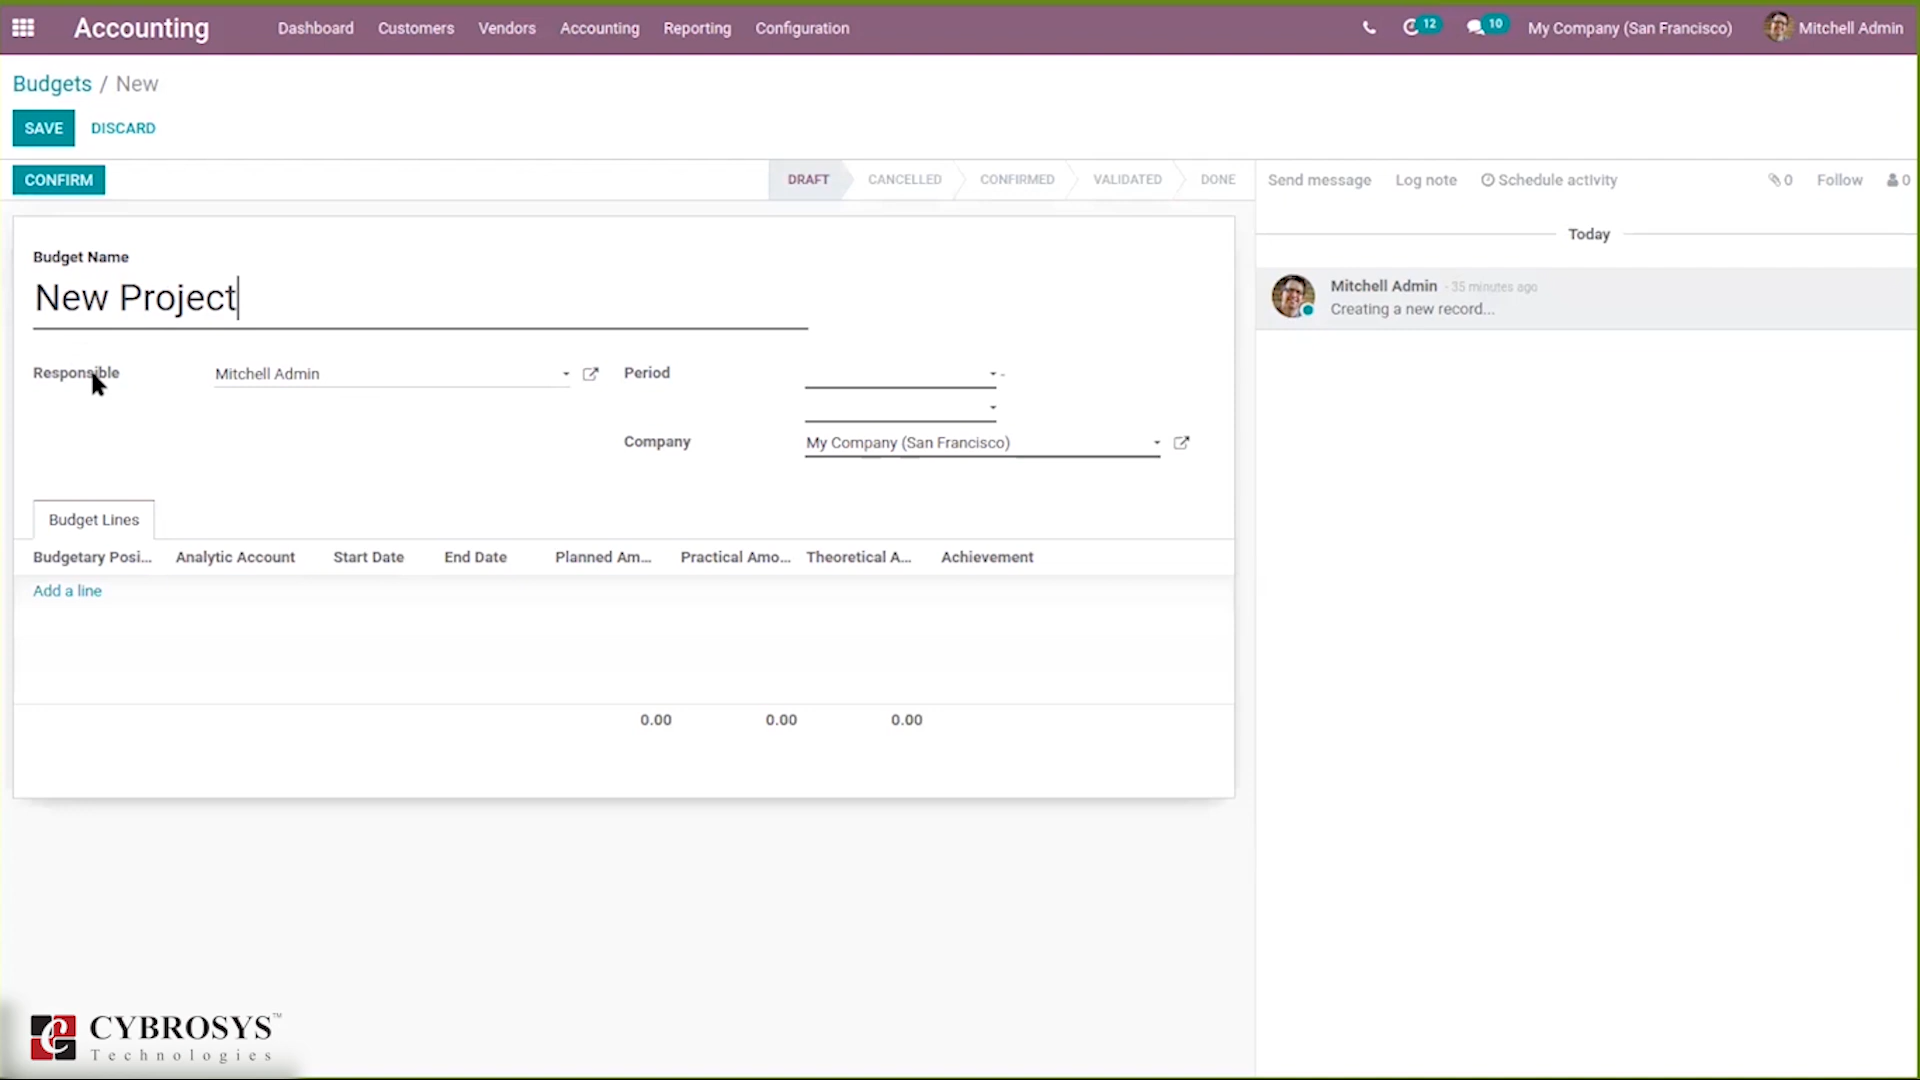 Accounting Dashboard Customers Vendors Accounting Reporting Configuration 12 10 My Company (San Francisco) Mitchell Admin
Budgets / New
SAVE DISCARD
CONFIRM DRAFT CANCELLED CONFIRMED VALIDATED DONE Send message Log note Schedule activity 0 Follow 0
Today
Budget Name
New Project
Mitchell Admin - 35 minutes ago
Creating a new record...
Responsible Mitchell Admin Period -
Company My Company (San Francisco)
Budget Lines
Budgetary Posi... Analytic Account Start Date End Date Planned Am... Practical Amo... Theoretical A... Achievement
Add a line
0.00 0.00 0.00
CYBROSYS™
Technologies